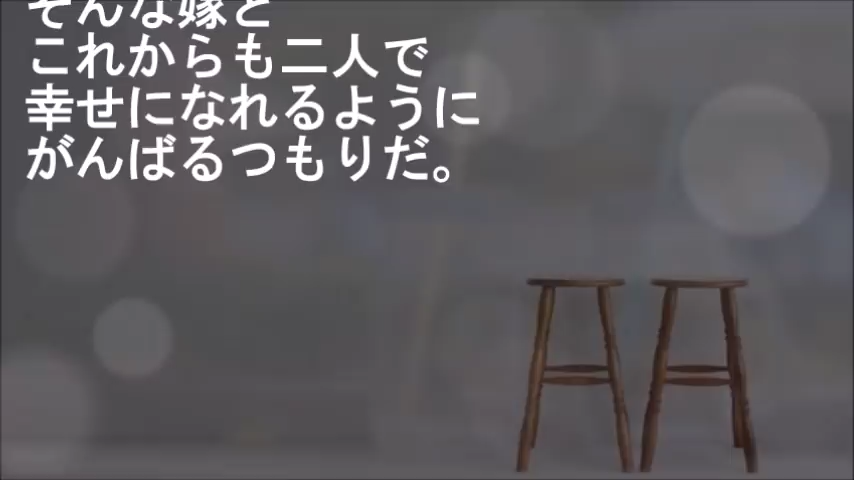 そんな嫁と
これからも二人で
幸せになれるように
がんばるつもりだ。